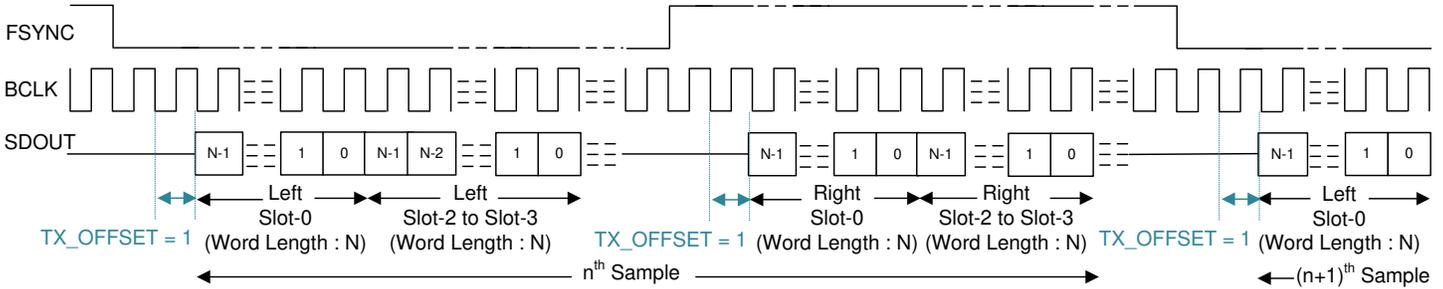 FSYNC
BCLK
SDOUT
N-1 1 0 N-1 N-2 1 0 N-1 1 0 N-1 1 0 N-1 1 0
Left Left Right Right Left
Slot-0 Slot-2 to Slot-3 Slot-0 Slot-2 to Slot-3 Slot-0
TX_OFFSET = 1 (Word Length : N) (Word Length : N) TX_OFFSET = 1 (Word Length : N) (Word Length : N) TX_OFFSET = 1 (Word Length : N)
nth Sample (n+1)th Sample